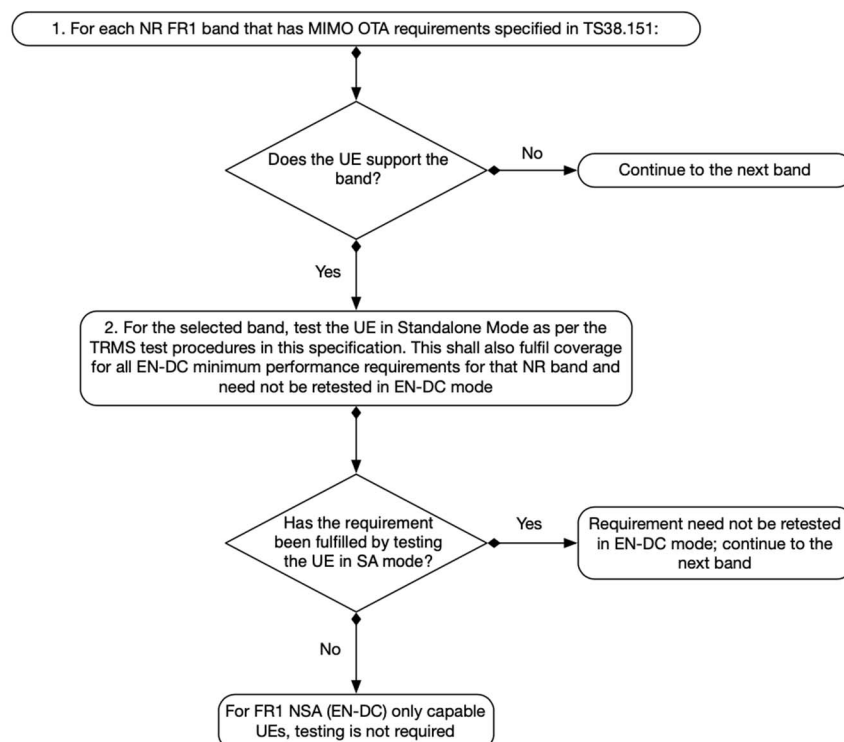 1. For each NR FR1 band that has MIMO OTA requirements specified in TS38.151:
Does the UE support the
band?
No
Continue to the next band
Yes
2. For the selected band, test the UE in Standalone Mode as per the
TRMS test procedures in this specification. This shall also fulfil coverage
for all EN-DC minimum performance requirements for that NR band and
need not be retested in EN-DC mode
Has the requirement
been fulfilled by testing
the UE in SA mode?
Yes
Requirement need not be retested
in EN-DC mode; continue to the
next band
No
For FR1 NSA (EN-DC) only capable
UEs, testing is not required